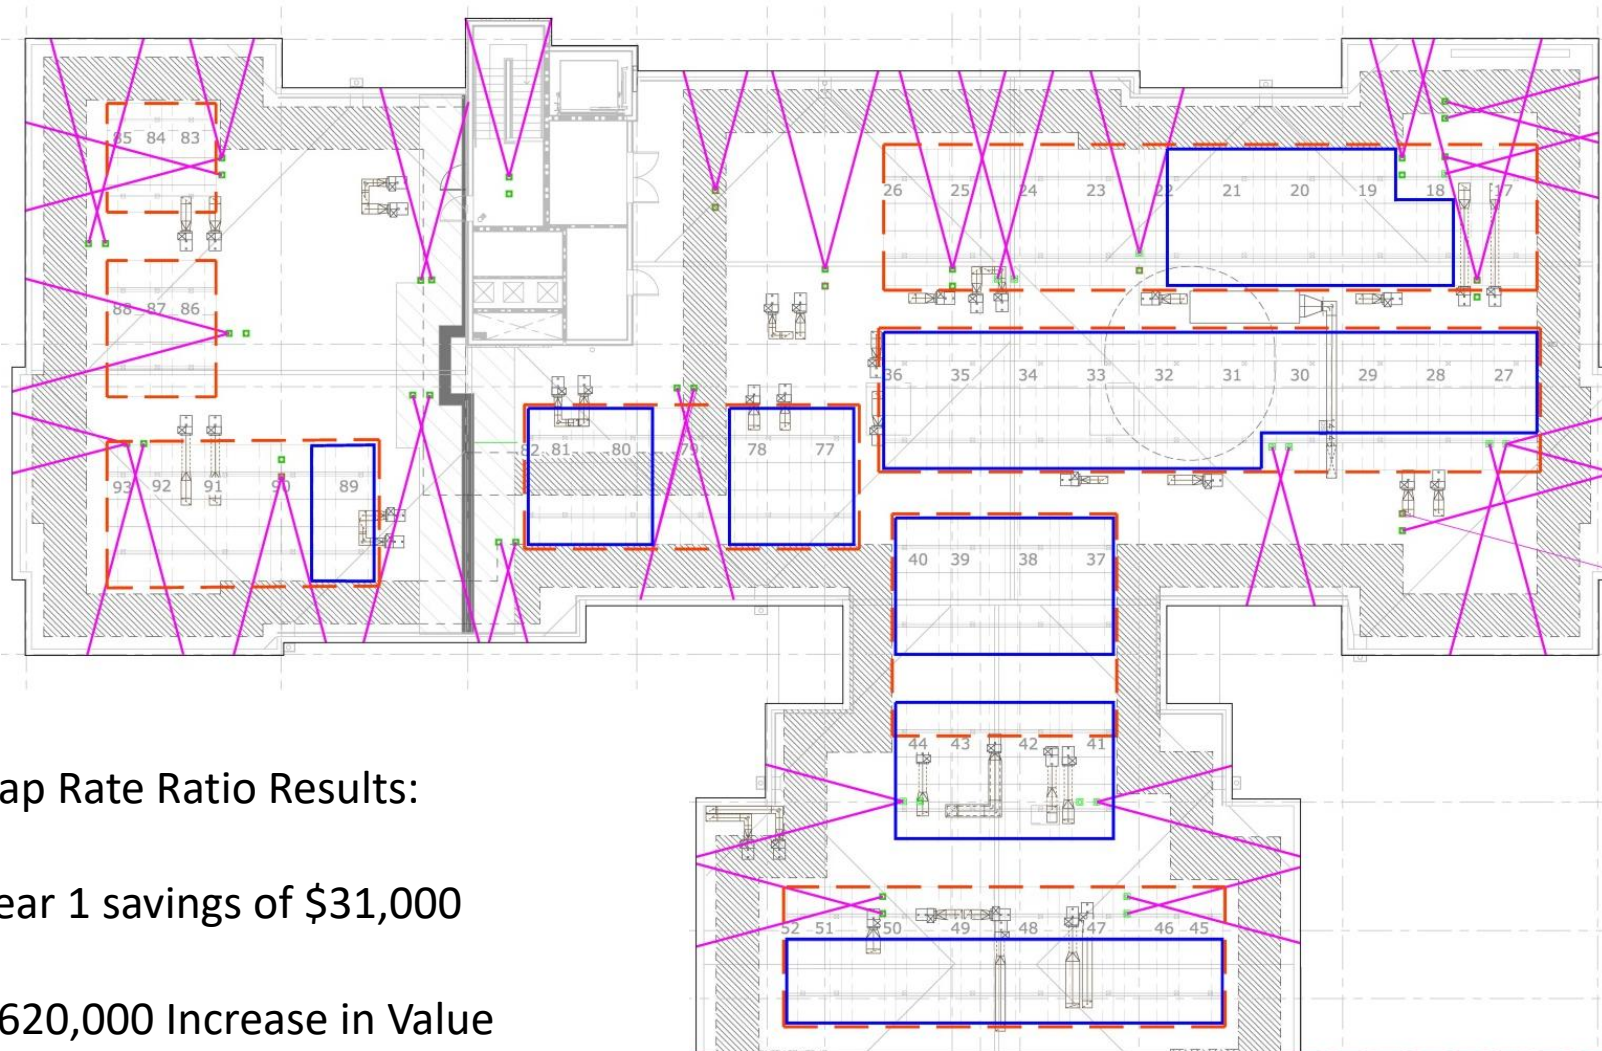 85 84 83
26 25 24 23 22 21 20 19 18 17
88 87 86
36 35 34 33 32 31 30 29 28 27
82 81 80 79 78 77
93 92 91 90 89
40 39 38 37
44 43 42 41
ap Rate Ratio Results:
ear 1 savings of $31,000
52 51 50 49 48 47 46 45
620,000 Increase in Value